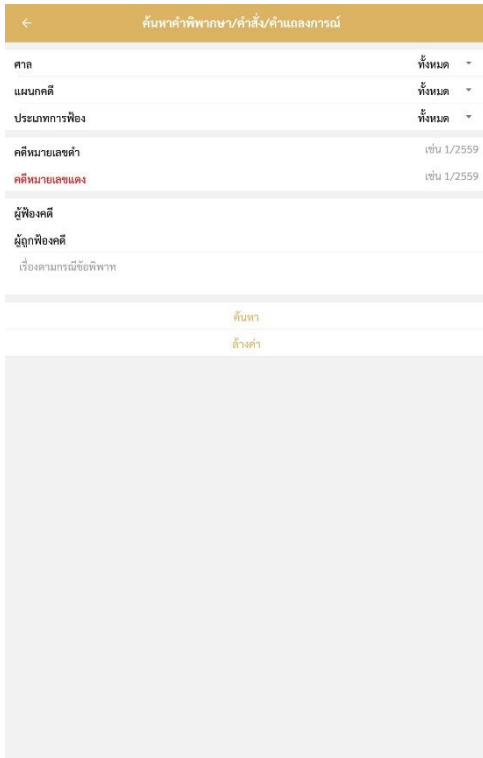 ค้นหาคำพิพากษา/คำสั่ง/คำแถลงการณ์
ศาล ทั้งหมด
แผนกคดี ทั้งหมด
ประเภทการฟ้อง ทั้งหมด
คดีหมายเลขดำ เช่น 1/2559
คดีหมายเลขแดง เช่น 1/2559
ผู้ฟ้องคดี
ผู้ถูกฟ้องคดี
เรื่องตามกรณีข้อพิพาท
ค้นหา
ล้างค่า